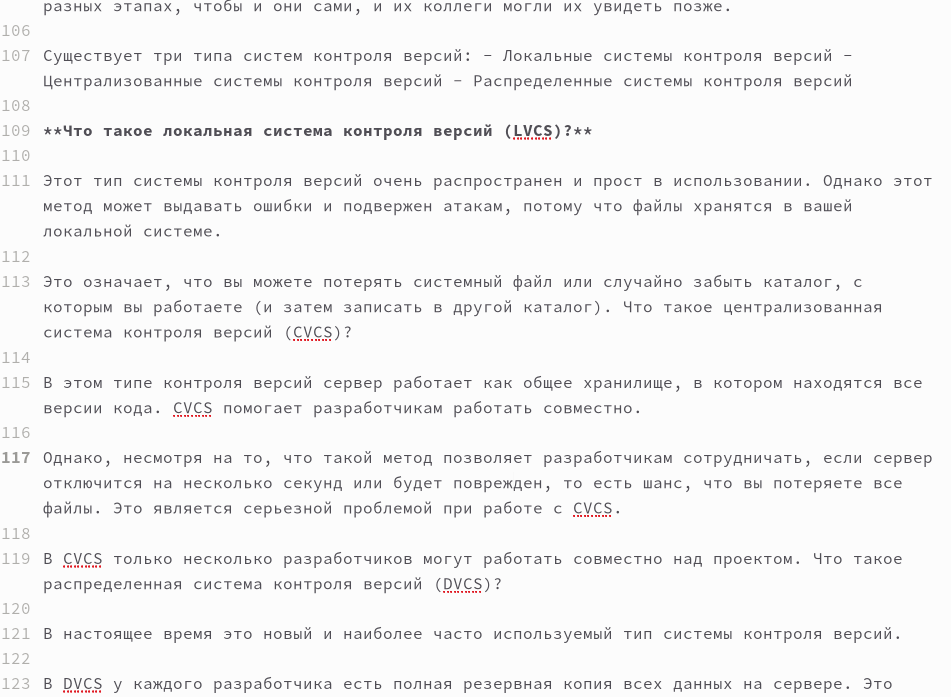 разных этапах, чтобы и они сами, и их коллеги могли их увидеть позже.
106
107 Существует три типа систем контроля версий: - Локальные системы контроля версий -
Централизованные системы контроля версий - Распределенные системы контроля версий
108
109 **Что такое локальная система контроля версий (LVCS)?**
110
111 Этот тип системы контроля версий очень распространен и прост в использовании. Однако этот
метод может выдавать ошибки и подвержен атакам, потому что файлы хранятся в вашей
локальной системе.
112
113 Это означает, что вы можете потерять системный файл или случайно забыть каталог, с
которым вы работаете (и затем записать в другой каталог). Что такое централизованная
система контроля версий (CVCS)?
114
115 В этом типе контроля версий сервер работает как общее хранилище, в котором находятся все
версии кода. CVCS помогает разработчикам работать совместно.
116
117 Однако, несмотря на то, что такой метод позволяет разработчикам сотрудничать, если сервер
отключится на несколько секунд или будет поврежден, то есть шанс, что вы потеряете все
файлы. Это является серьезной проблемой при работе с CVCS.
118
119 В CVCS только несколько разработчиков могут работать совместно над проектом. Что такое
распределенная система контроля версий (DVCS)?
120
121 В настоящее время это новый и наиболее часто используемый тип системы контроля версий.
122
123 В DVCS у каждого разработчика есть полная резервная копия всех данных на сервере. Это